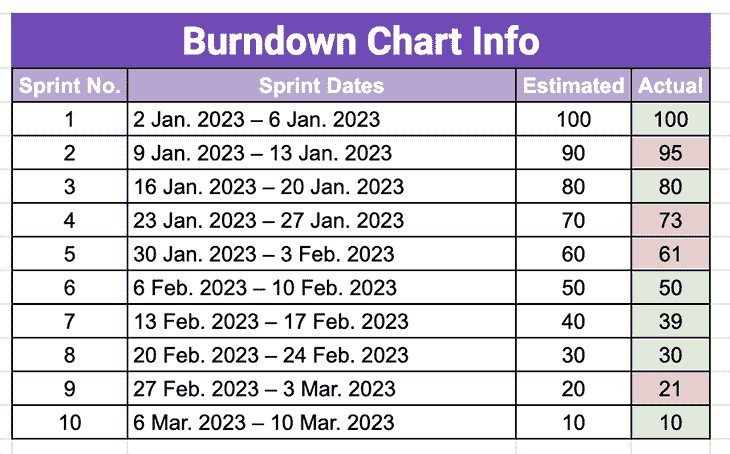 Burndown Chart Info
Sprint No. Sprint Dates Estimated Actual
1 2 Jan. 2023 – 6 Jan. 2023 100 100
2 9 Jan. 2023 – 13 Jan. 2023 90 95
3 16 Jan. 2023 – 20 Jan. 2023 80 80
4 23 Jan. 2023 – 27 Jan. 2023 70 73
5 30 Jan. 2023 – 3 Feb. 2023 60 61
6 6 Feb. 2023 – 10 Feb. 2023 50 50
7 13 Feb. 2023 – 17 Feb. 2023 40 39
8 20 Feb. 2023 – 24 Feb. 2023 30 30
9 27 Feb. 2023 – 3 Mar. 2023 20 21
10 6 Mar. 2023 – 10 Mar. 2023 10 10